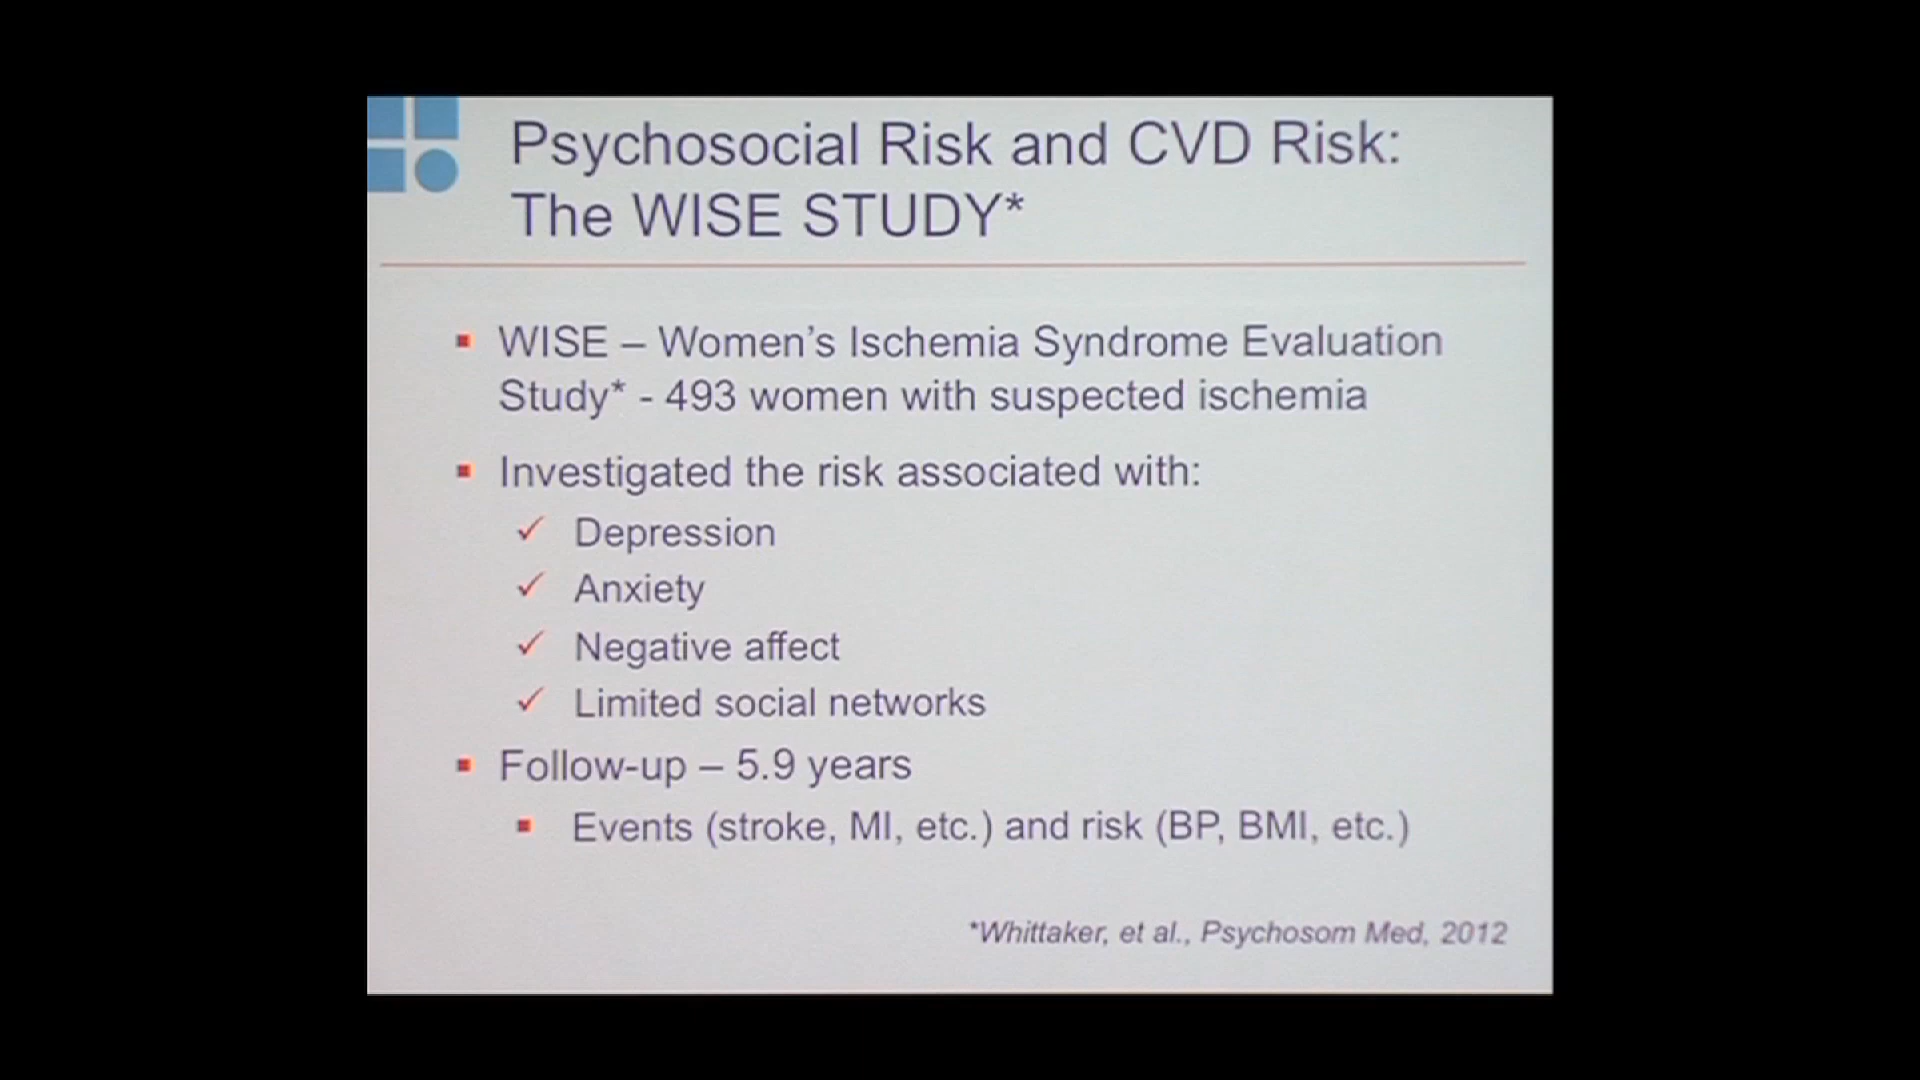 Psychosocial Risk and CVD Risk:
The WISE STUDY*
WISE – Women's Ischemia Syndrome Evaluation
Study* - 493 women with suspected ischemia
Investigated the risk associated with:
Depression
Anxiety
Negative affect
Limited social networks
Follow-up – 5.9 years
Events (stroke, MI, etc.) and risk (BP, BMI, etc.)
*Whittaker, et al., Psychosom Med, 2012